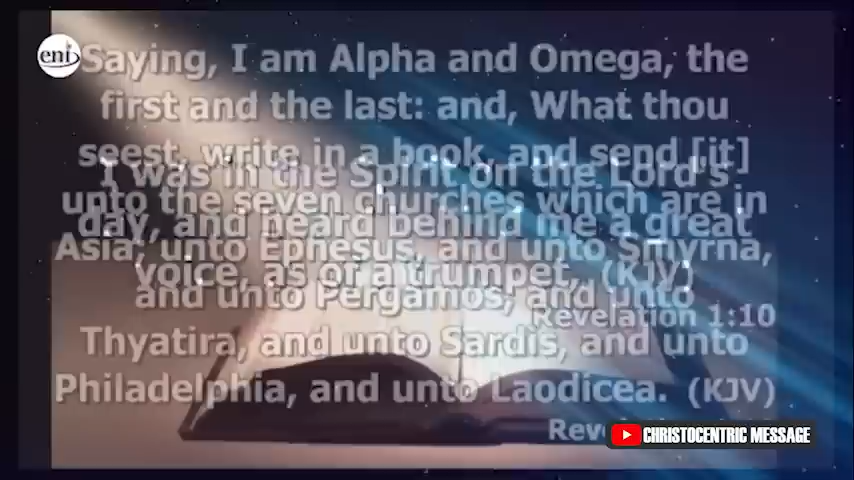 eni
Saying, I am Alpha and Omega, the
first and the last: and, What thou
seest, write in a book, and send [it]
unto the seven churches which are in
Asia, unto Ephesus, and unto Smyrna,
and unto Pergamos, and unto
Thyatira, and unto Sardis, and unto
Philadelphia, and unto Laodicea. (KJV)
Reve
I was in the Spirit on the Lord's
day, and heard behind me a great
voice, as of a trumpet, (KJV)
Revelation 1:10
CHRISTOCENTRIC MESSAGE